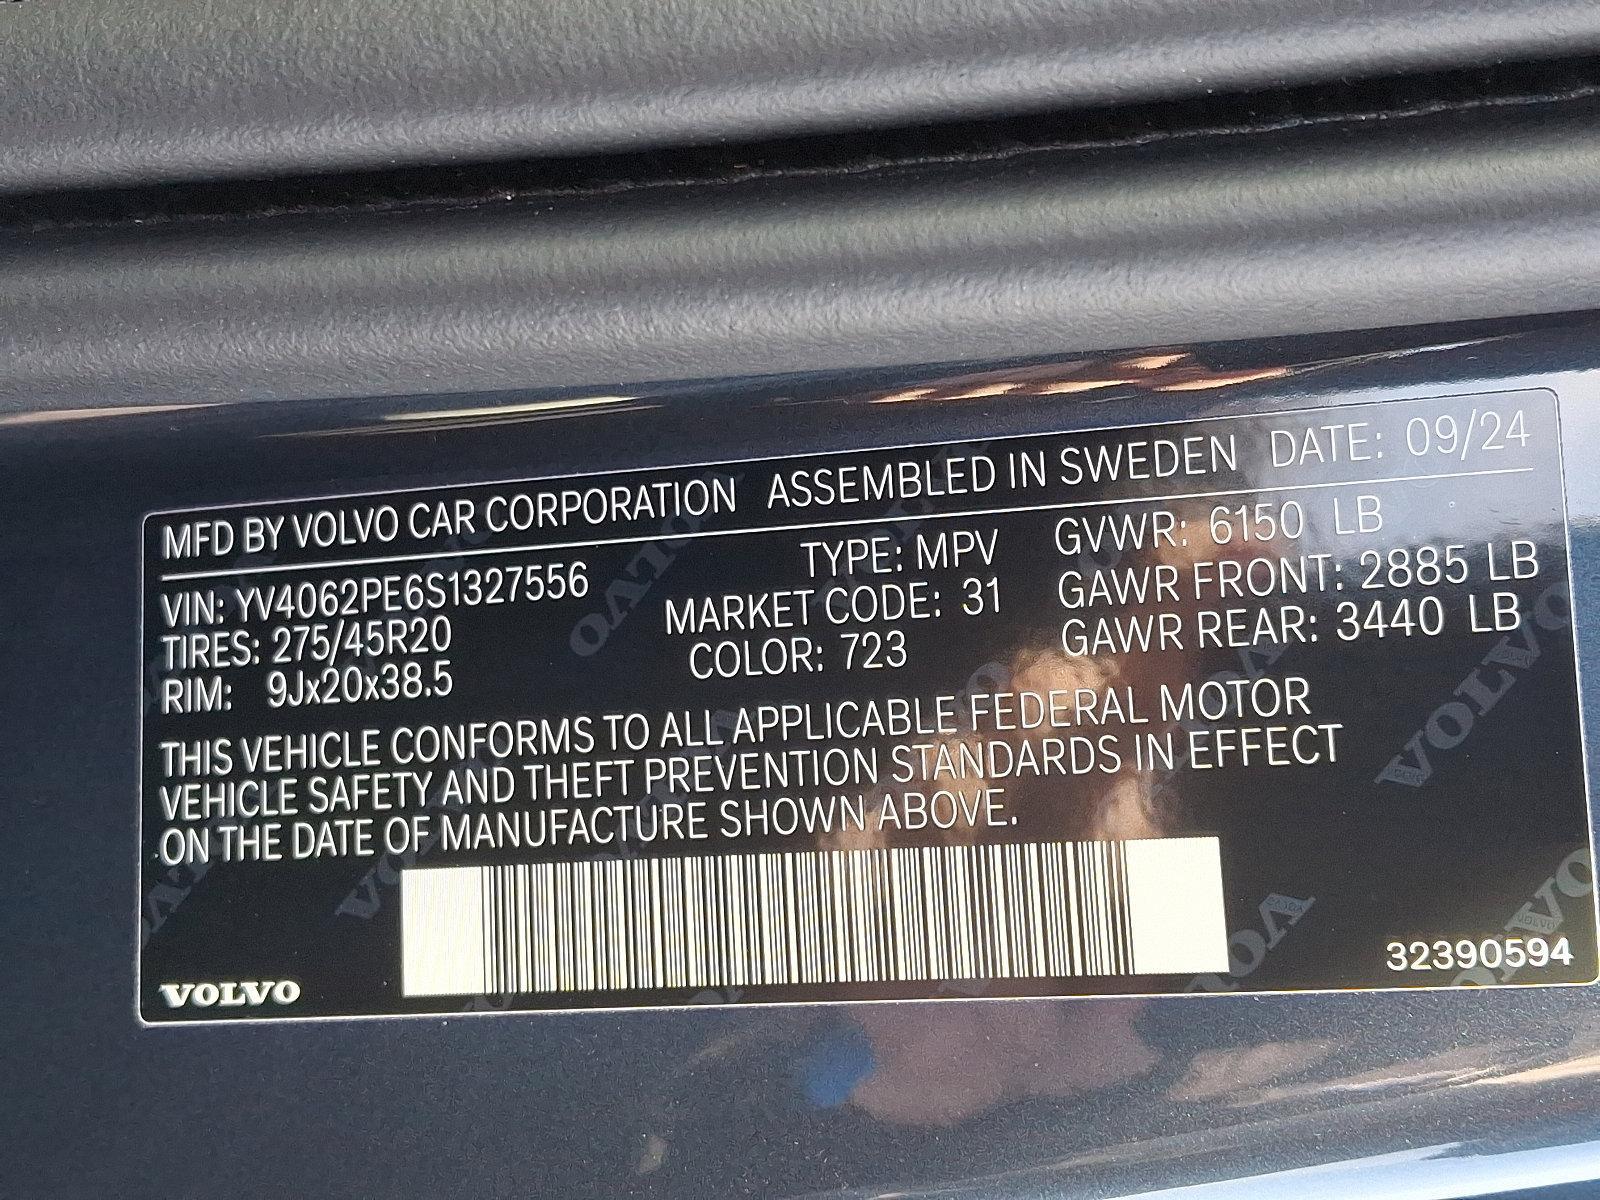 MFD BY VOLVO CAR CORPORATION ASSEMBLED IN SWEDEN DATE: 09/24
VIN: YV4062PE6S1327556 TYPE: MPV GVWR: 6150 LB
TIRES: 275/45R20 MARKET CODE: 31 GAWR FRONT: 2885 LB
RIM: 9Jx20x38.5 COLOR: 723 GAWR REAR: 3440 LB
THIS VEHICLE CONFORMS TO ALL APPLICABLE FEDERAL MOTOR
VEHICLE SAFETY AND THEFT PREVENTION STANDARDS IN EFFECT
ON THE DATE OF MANUFACTURE SHOWN ABOVE.
VOLVO 32390594